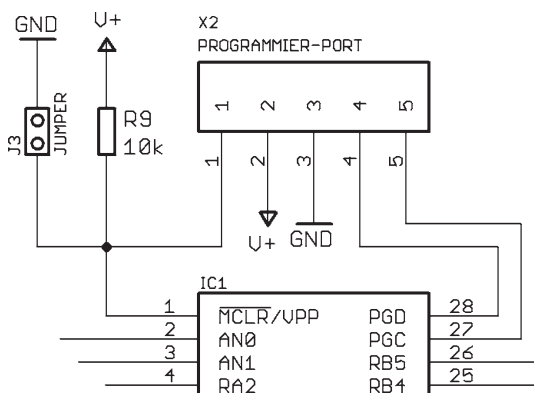 GND
V+
X2
PROGRAMMIER-PORT
1 2 3 4 5
J3
JUMPER
R9
10k
1 2 3 4 5
V+
GND
IC1
1 MCLR/VPP PGD 28
2 AN0 PGC 27
3 AN1 RB5 26
4 RA2 RB4 25